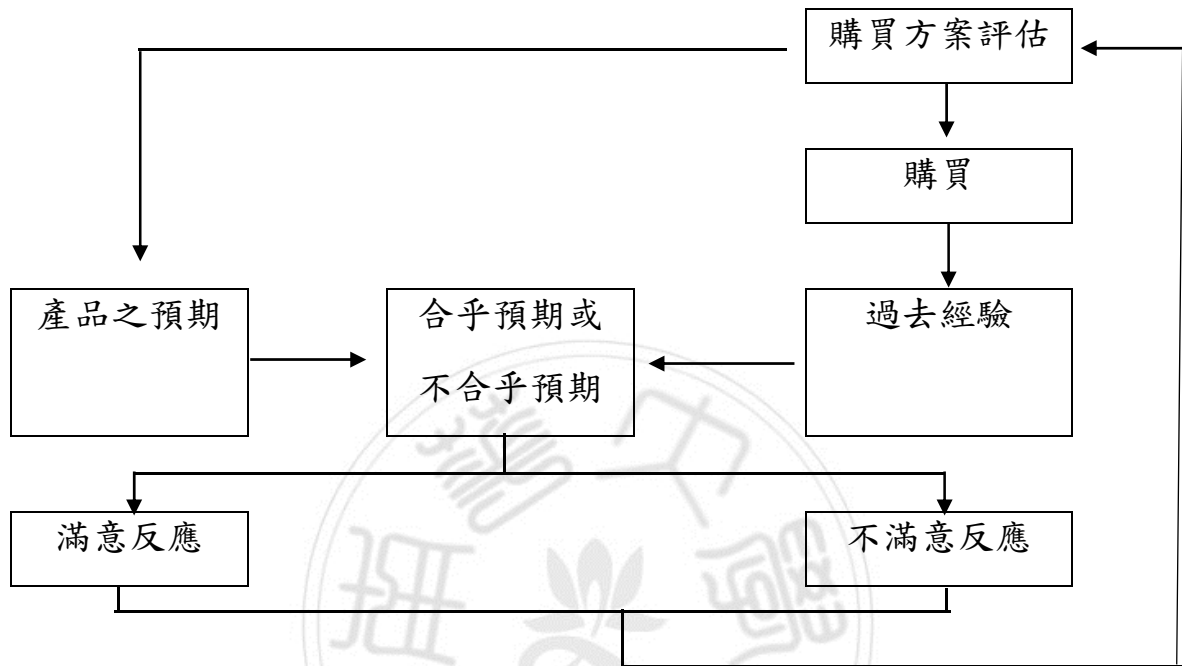 購買方案評估
購買
產品之預期
合乎預期或
不合乎預期
過去經驗
滿意反應
不滿意反應